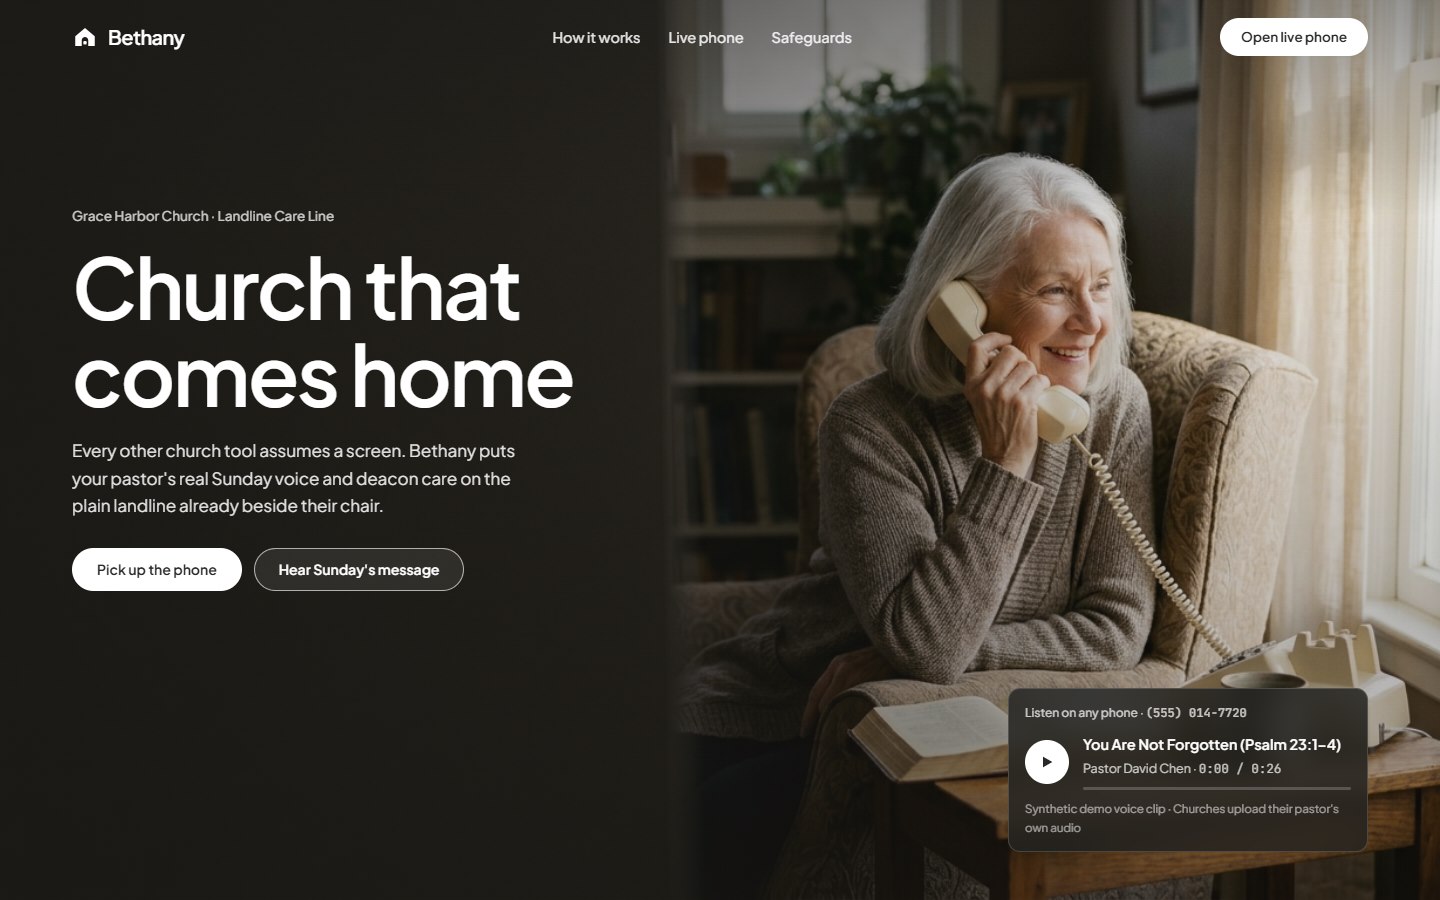 Bethany
How it works
Live phone
Safeguards
Open live phone
Grace Harbor Church · Landline Care Line
Church that
comes home
Every other church tool assumes a screen. Bethany puts
your pastor's real Sunday voice and deacon care on the
plain landline already beside their chair.
Pick up the phone
Hear Sunday's message
Listen on any phone · (555) 014-7720
You Are Not Forgotten (Psalm 23:1–4)
Pastor David Chen · 0:00 / 0:26
Synthetic demo voice clip · Churches upload their pastor's
own audio